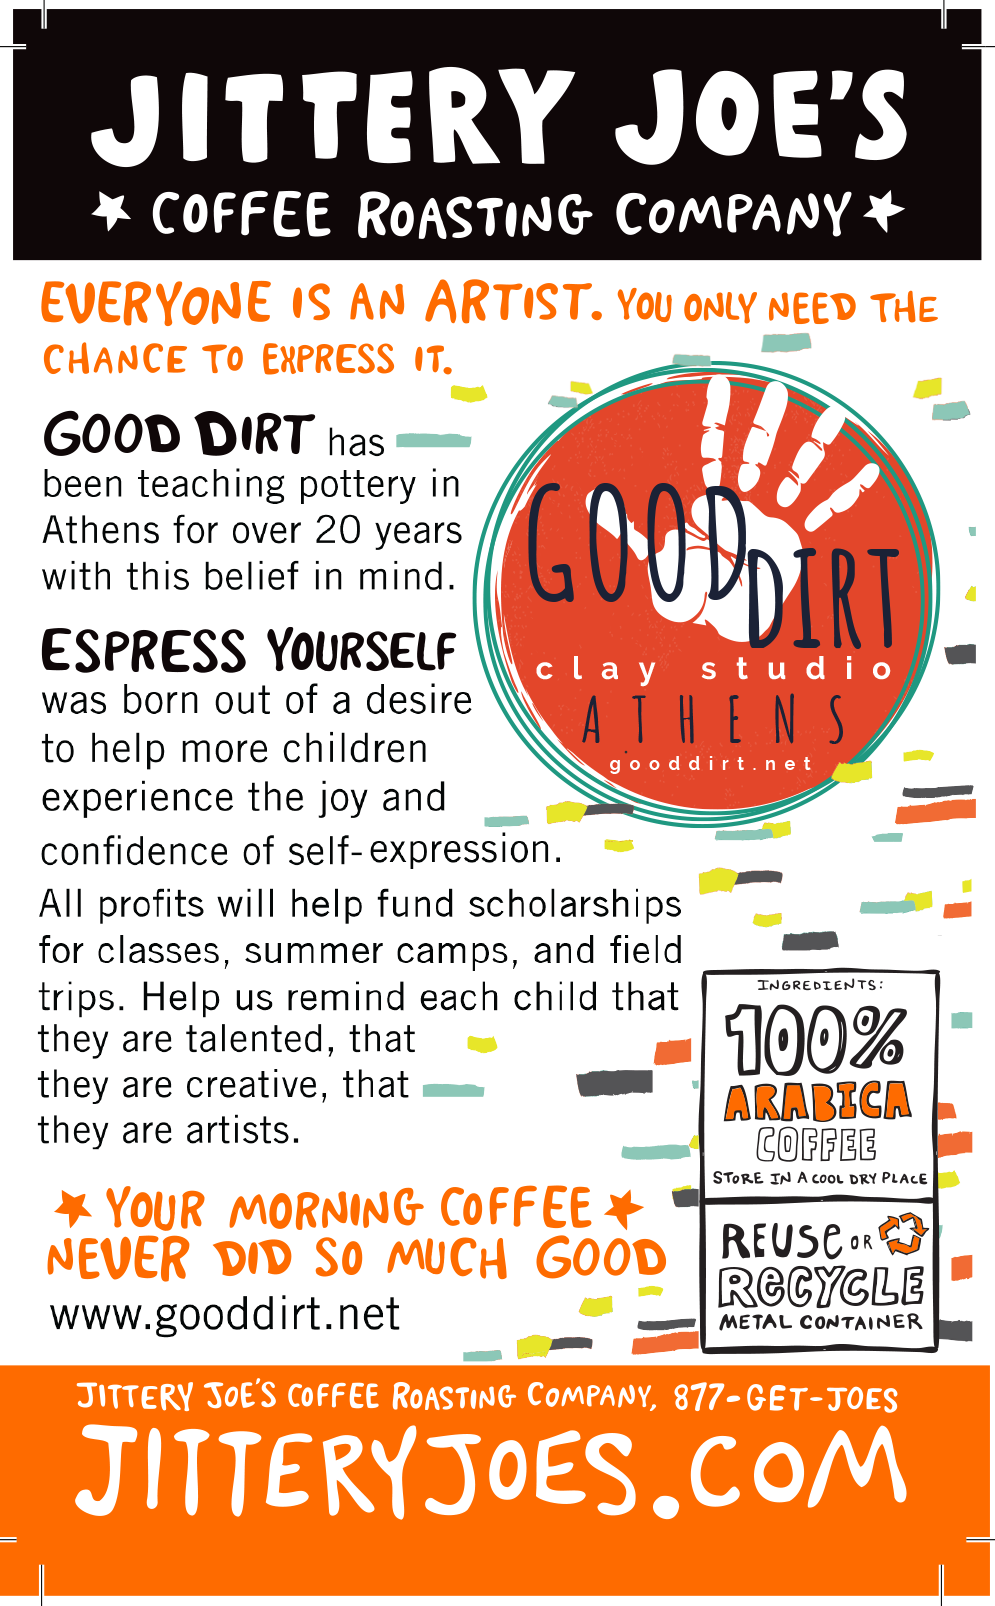 JITTERY JOE'S
COFFEE ROASTING COMPANY
EVERYONE IS AN ARTIST. YOU ONLY NEED THE
CHANCE TO EXPRESS IT.
GOOD DIRT has
been teaching pottery in
Athens for over 20 years
with this belief in mind.
ESPRESS YOURSELF
was born out of a desire
to help more children
experience the joy and
confidence of self-expression.
All profits will help fund scholarships
for classes, summer camps, and field
trips. Help us remind each child that
they are talented, that
they are creative, that
they are artists.
GOOD DIRT
clay studio
ATHENS
gooddirt.net
YOUR MORNING COFFEE
NEVER DID SO MUCH GOOD
www.gooddirt.net
INGREDIENTS:
100%
ARABICA
COFFEE
STORE IN A COOL DRY PLACE
REUSE OR
RECYCLE
METAL CONTAINER
JITTERY JOE'S COFFEE ROASTING COMPANY, 877-GET-JOES
JITTERYJOES.COM